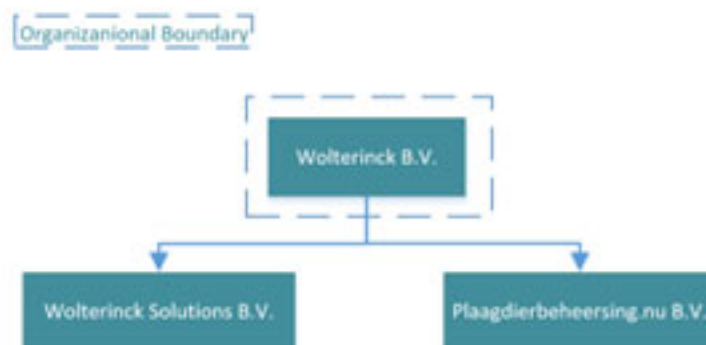 Organizanional Boundary
Wolterinck B.V.
Wolterinck Solutions B.V.
Plaagdierbeheersing.nu B.V.